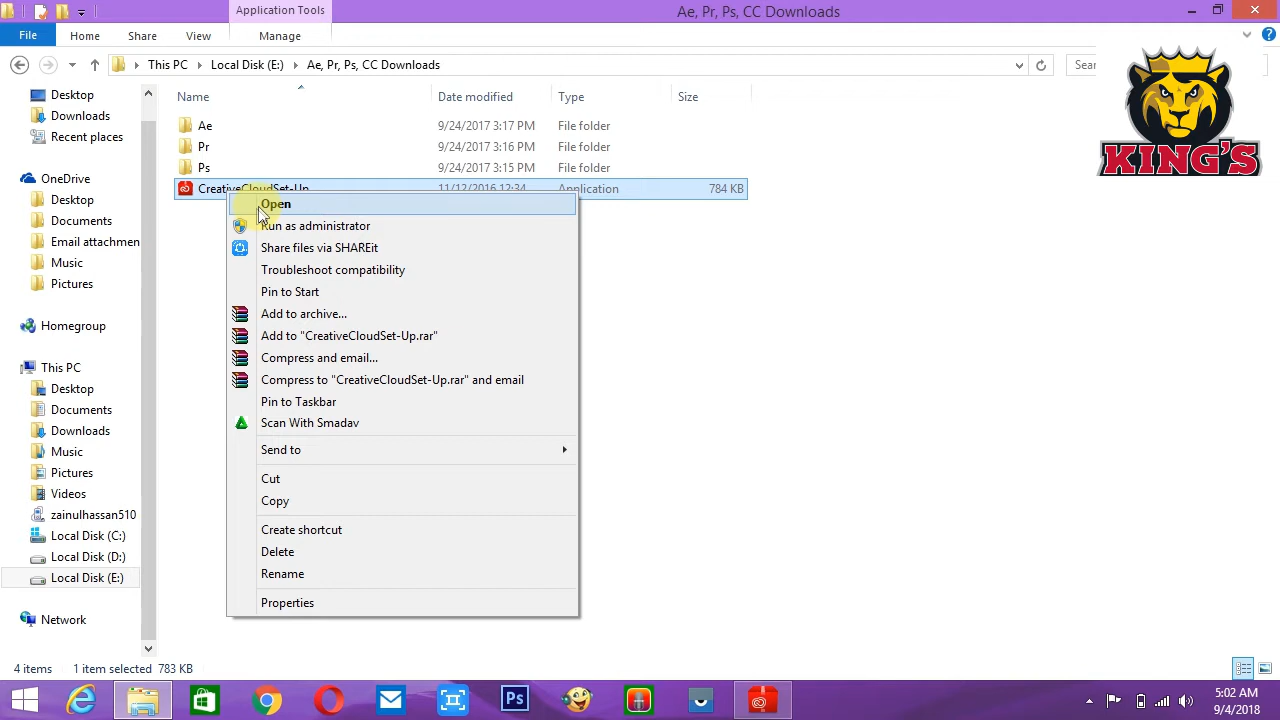 Application Tools
Ae, Pr, Ps, CC Downloads
File
Home
Share
View
Manage
This PC
Local Disk (E:)
Ae, Pr, Ps, CC Downloads
Sear
KING'S
Name
Date modified
Type
Size
Desktop
Downloads
Recent places
OneDrive
Desktop
Documents
Email attachmen
Music
Pictures
Homegroup
This PC
Desktop
Documents
Downloads
Music
Pictures
Videos
zainulhassan510
Local Disk (C:)
Local Disk (D:)
Local Disk (E:)
Network
Ae 9/24/2017 3:17 PM File folder
Pr 9/24/2017 3:16 PM File folder
Ps 9/24/2017 3:15 PM File folder
CreativeCloudSet-Up 11/12/2016 12:34 Application 784 KB
Open
Run as administrator
Share files via SHAREit
Troubleshoot compatibility
Pin to Start
Add to archive...
Add to "CreativeCloudSet-Up.rar"
Compress and email...
Compress to "CreativeCloudSet-Up.rar" and email
Pin to Taskbar
Scan With Smadav
Send to
Cut
Copy
Create shortcut
Delete
Rename
Properties
4 items 1 item selected 783 KB
Ps
5:02 AM
9/4/2018